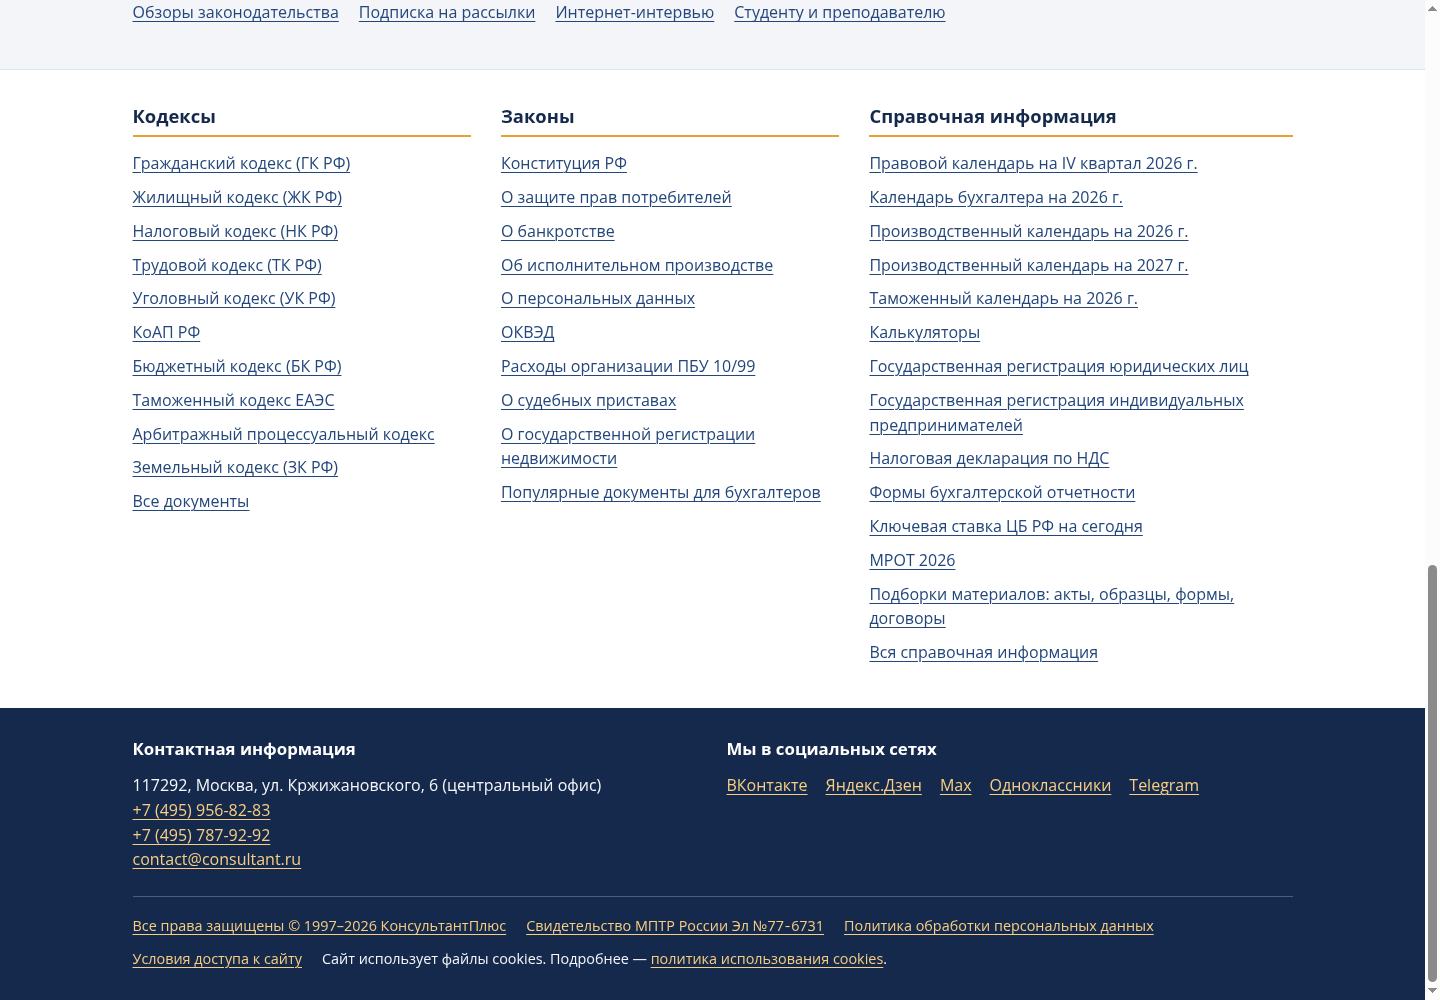 Обзоры законодательства Подписка на рассылки Интернет-интервью Студенту и преподавателю
Кодексы
Гражданский кодекс (ГК РФ)
Жилищный кодекс (ЖК РФ)
Налоговый кодекс (НК РФ)
Трудовой кодекс (ТК РФ)
Уголовный кодекс (УК РФ)
КоАП РФ
Бюджетный кодекс (БК РФ)
Таможенный кодекс ЕАЭС
Арбитражный процессуальный кодекс
Земельный кодекс (ЗК РФ)
Все документы
Законы
Конституция РФ
О защите прав потребителей
О банкротстве
Об исполнительном производстве
О персональных данных
ОКВЭД
Расходы организации ПБУ 10/99
О судебных приставах
О государственной регистрации
недвижимости
Популярные документы для бухгалтеров
Справочная информация
Правовой календарь на IV квартал 2026 г.
Календарь бухгалтера на 2026 г.
Производственный календарь на 2026 г.
Производственный календарь на 2027 г.
Таможенный календарь на 2026 г.
Калькуляторы
Государственная регистрация юридических лиц
Государственная регистрация индивидуальных
предпринимателей
Налоговая декларация по НДС
Формы бухгалтерской отчетности
Ключевая ставка ЦБ РФ на сегодня
МРОТ 2026
Подборки материалов: акты, образцы, формы,
договоры
Вся справочная информация
Контактная информация
117292, Москва, ул. Кржижановского, 6 (центральный офис)
+7 (495) 956-82-83
+7 (495) 787-92-92
contact@consultant.ru
Мы в социальных сетях
ВКонтакте Яндекс.Дзен Max Одноклассники Telegram
Все права защищены © 1997–2026 КонсультантПлюс Свидетельство МПТР России Эл №77-6731 Политика обработки персональных данных
Условия доступа к сайту Сайт использует файлы cookies. Подробнее — политика использования cookies.